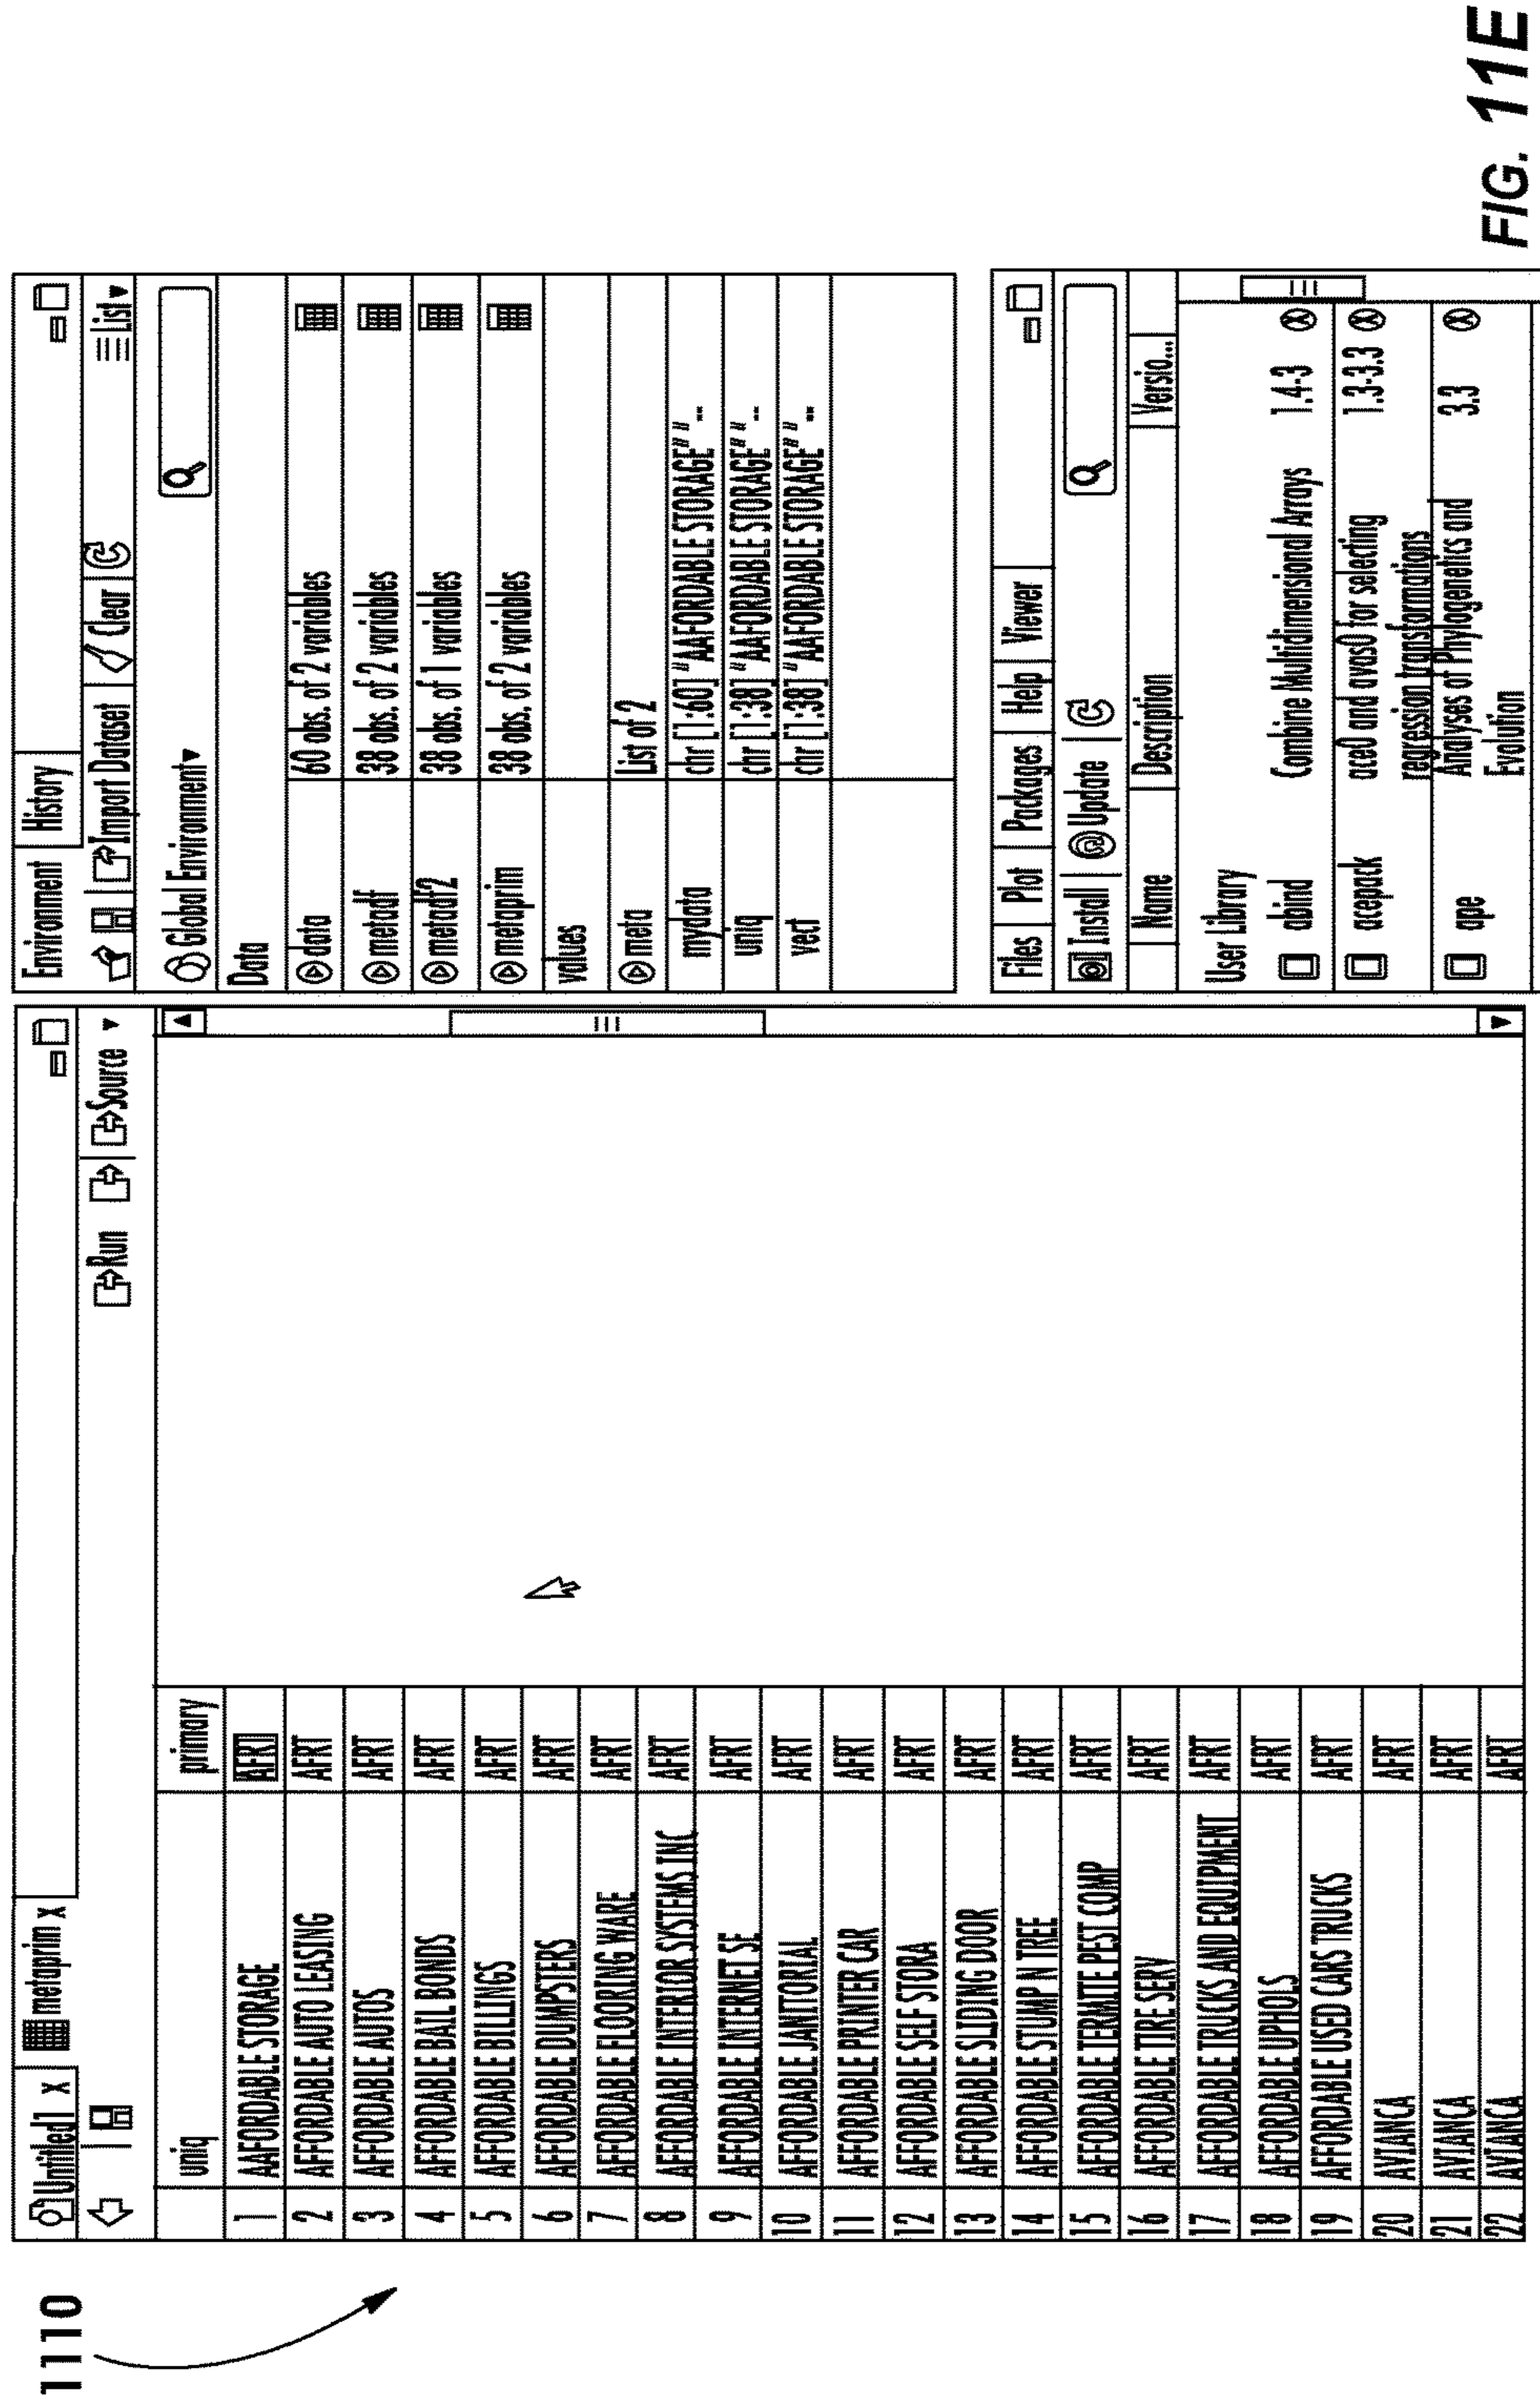 1110
Untitled1 x metaprim x
Run Source
uniq primary
1 AAFORDABLE STORAGE AFRT
2 AFFORDABLE AUTO LEASING AFRT
3 AFFORDABLE AUTOS AFRT
4 AFFORDABLE BAIL BONDS AFRT
5 AFFORDABLE BILLINGS AFRT
6 AFFORDABLE DUMPSTERS AFRT
7 AFFORDABLE FLOORING WARE AFRT
8 AFFORDABLE INTERIOR SYSTEMS INC AFRT
9 AFFORDABLE INTERNET SE AFRT
10 AFFORDABLE JANITORIAL AFRT
11 AFFORDABLE PRINTER CAR AFRT
12 AFFORDABLE SELF STORA AFRT
13 AFFORDABLE SLIDING DOOR AFRT
14 AFFORDABLE STUMP N TREE AFRT
15 AFFORDABLE TERMITE PEST COMP AFRT
16 AFFORDABLE TIRE SERV AFRT
17 AFFORDABLE TRUCKS AND EQUIPMENT AFRT
18 AFFORDABLE UPHOLS AFRT
19 AFFORDABLE USED CARS TRUCKS AFRT
20 AVIANCA AFRT
21 AVIANCA AFRT
22 AVIANCA AFRT
Environment History
Import Dataset Clear List
Global Environment
Data
data 60 obs. of 2 variables
metadf 38 obs. of 2 variables
metadf2 38 obs. of 1 variables
metaprim 38 obs. of 2 variables
values
meta List of 2
mydata chr [1:60] "AAFORDABLE STORAGE" "...
uniq chr [1:38] "AAFORDABLE STORAGE" "...
vect chr [1:38] "AAFORDABLE STORAGE" "...
Files Plot Packages Help Viewer
Install Update
Name Description Versio...
User Library
abind Combine Multidimensional Arrays 1.4-3
acepack ace() and avas() for selecting 1.3-3.3
regression transformations
ape Analyses of Phylogenetics and 3.3
Evolution
FIG. 11E